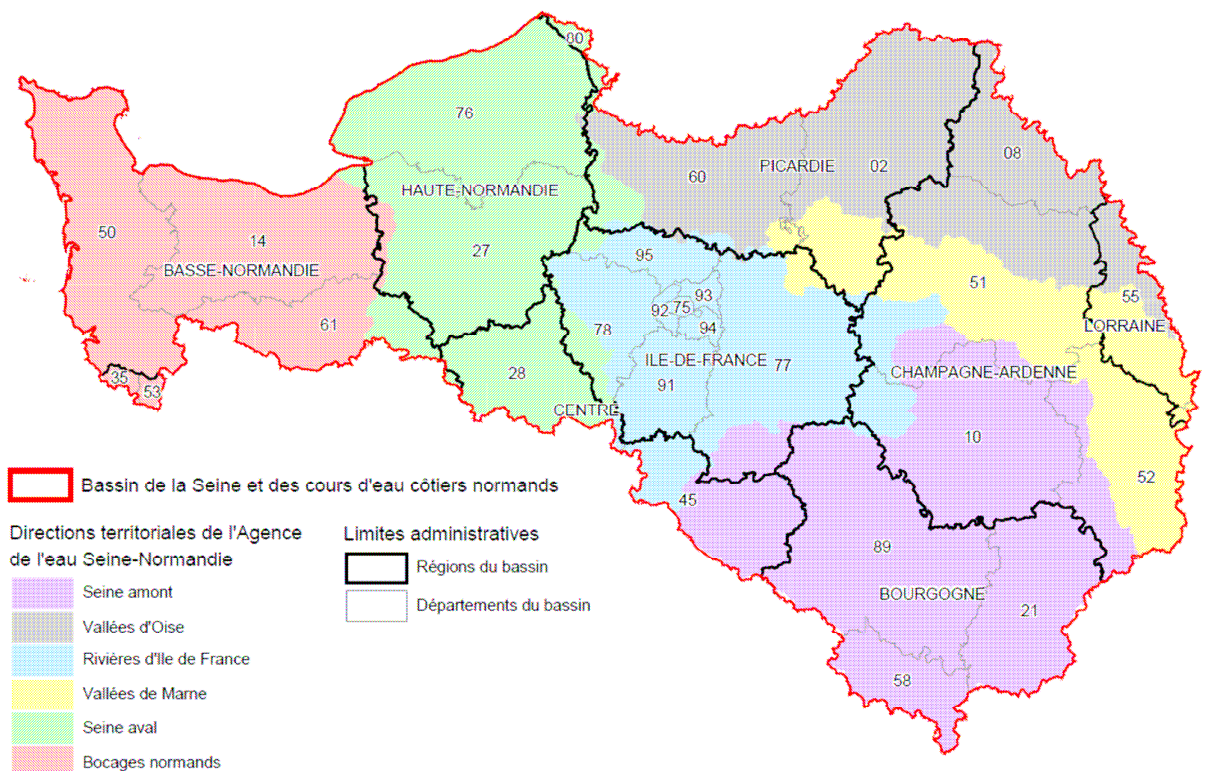 80
76
PICARDIE
02
08
60
HAUTE-NORMANDIE
50
14
27
95
BASSE-NORMANDIE
51
55
93
75
92
LORRAINE
61
78
94
ILE-DE-FRANCE
77
CHAMPAGNE-ARDENNE
35
53
28
91
CENTRE
10
52
45
89
BOURGOGNE
21
58
Bassin de la Seine et des cours d'eau côtiers normands
Directions territoriales de l'Agence
de l'eau Seine-Normandie
Seine amont
Vallées d'Oise
Rivières d'Ile de France
Vallées de Marne
Seine aval
Bocages normands
Limites administratives
Régions du bassin
Départements du bassin